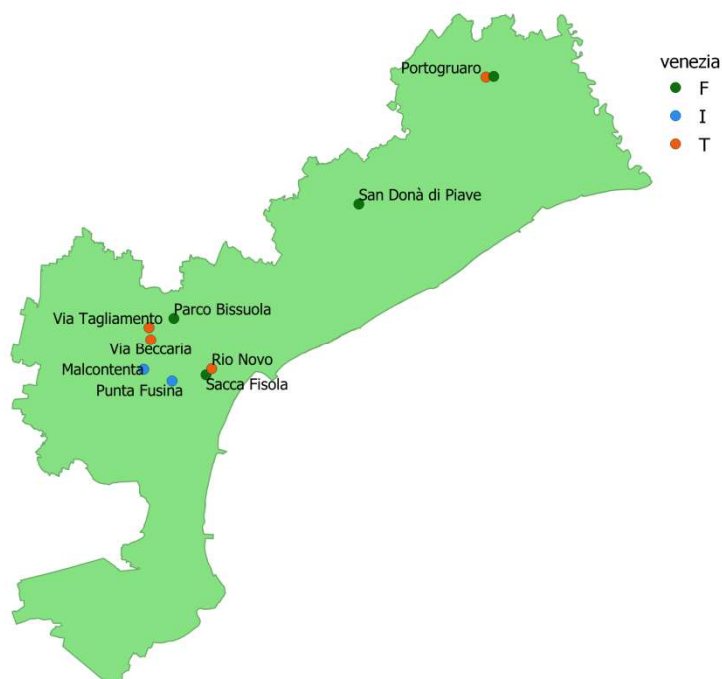 venezia
F
I
T
Portogruaro
San Donà di Piave
Parco Bissuola
Via Tagliamento
Via Beccaria
Rio Novo
Malcontenta
Sacca Fisola
Punta Fusina